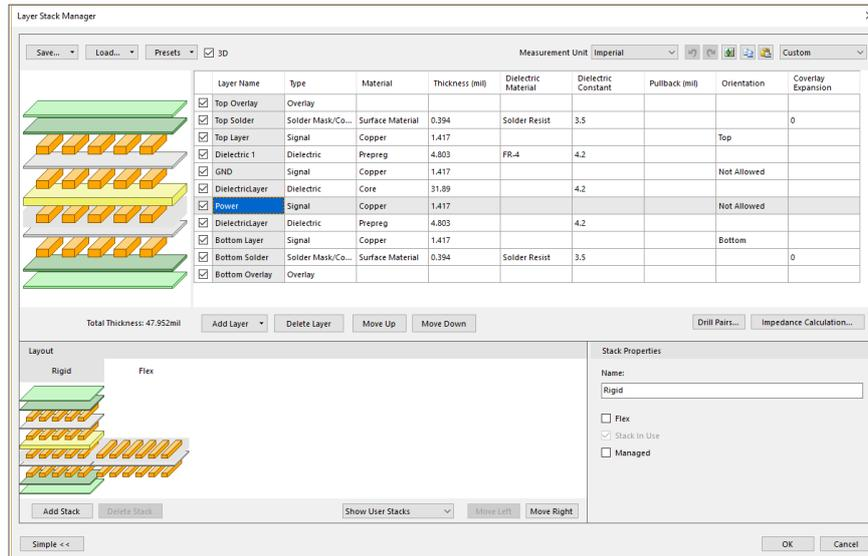 Layer Stack Manager
Save... Load... Presets 3D Measurement Unit Imperial Custom
Layer Name Type Material Thickness (mil) Dielectric Material Dielectric Constant Pullback (mil) Orientation Coverlay Expansion
Top Overlay Overlay
Top Solder Solder Mask/Co... Surface Material 0.394 Solder Resist 3.5 0
Top Layer Signal Copper 1.417 Top
Dielectric 1 Dielectric Prepreg 4.803 FR-4 4.2
GND Signal Copper 1.417 Not Allowed
DielectricLayer Dielectric Core 31.89 4.2
Power Signal Copper 1.417 Not Allowed
DielectricLayer Dielectric Prepreg 4.803 4.2
Bottom Layer Signal Copper 1.417 Bottom
Bottom Solder Solder Mask/Co... Surface Material 0.394 Solder Resist 3.5 0
Bottom Overlay Overlay
Total Thickness: 47.952mil Add Layer Delete Layer Move Up Move Down Drill Pairs... Impedance Calculation...
Layout Stack Properties
Rigid Flex Name:
Rigid
Flex
Stack In Use
Managed
Add Stack Delete Stack Show User Stacks Move Left Move Right
Simple << OK Cancel